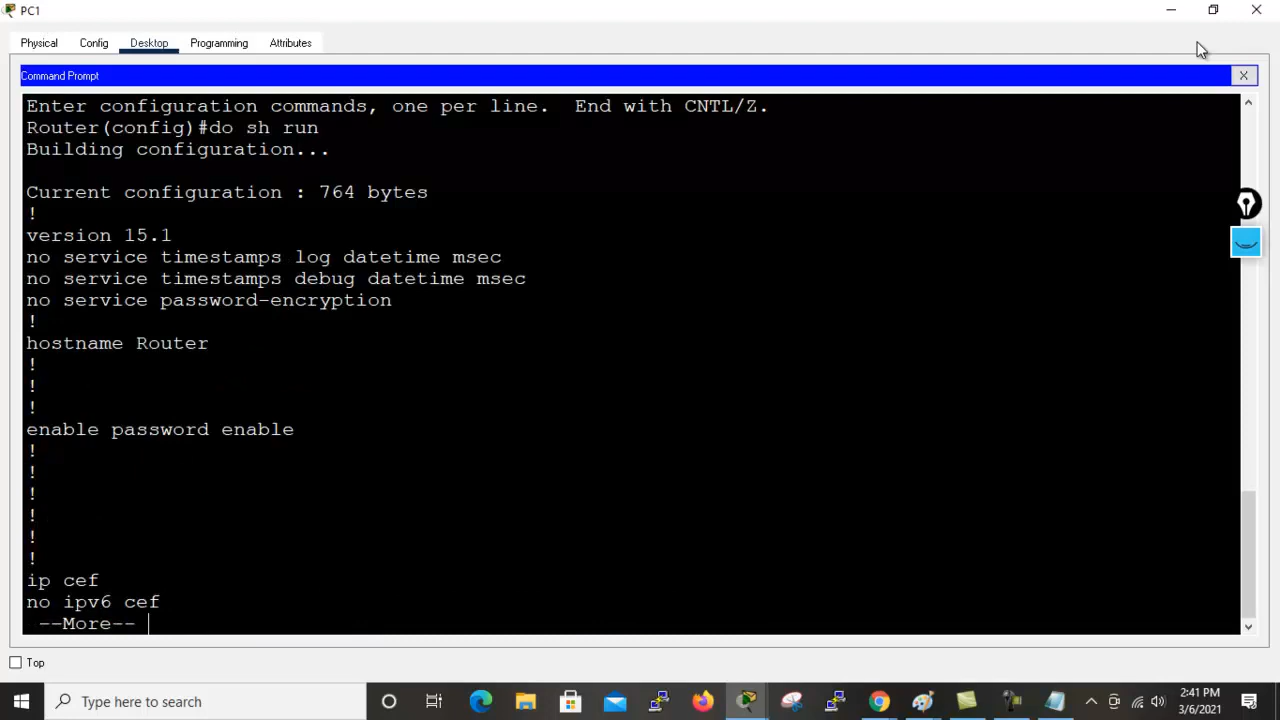 PC1
Physical Config Desktop Programming Attributes
Command Prompt
X
Enter configuration commands, one per line.  End with CNTL/Z.
Router(config)#do sh run
Building configuration...
Current configuration : 764 bytes
!
version 15.1
no service timestamps log datetime msec
no service timestamps debug datetime msec
no service password-encryption
!
hostname Router
!
!
!
enable password enable
!
!
!
!
!
!
ip cef
no ipv6 cef
--More--
Top
Type here to search
2:41 PM
3/6/2021